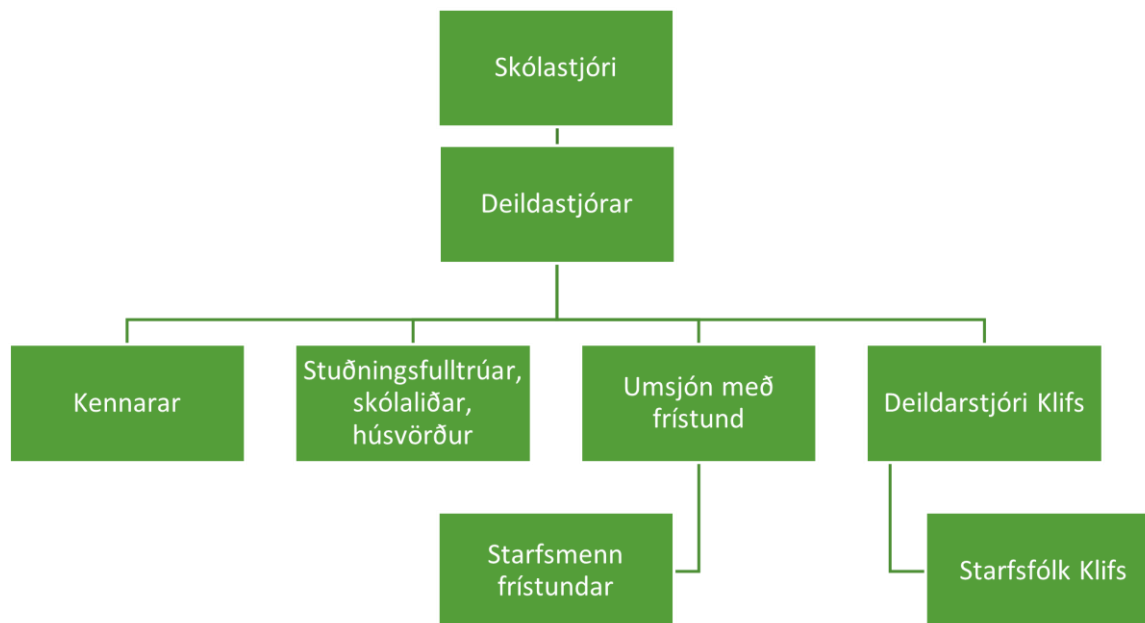 Skólastjóri
Deildastjórar
Kennarar
Stuðningsfulltrúar,
skólaliðar,
húsvörður
Umsjón með
frístund
Deildarstjóri Klifs
Starfsmenn
frístundar
Starfsfólk Klifs